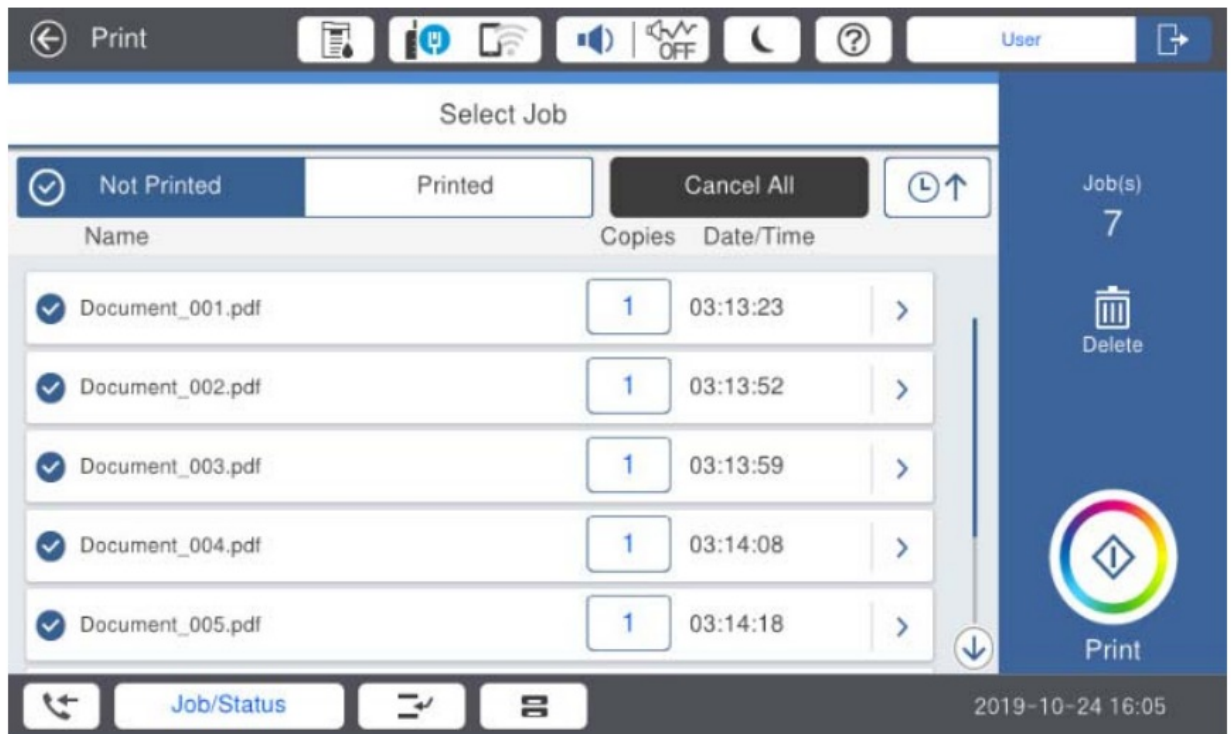 Print
OFF
User
Select Job
Not Printed Printed Cancel All
Job(s)
7
Name Copies Date/Time
Document_001.pdf 1 03:13:23
Delete
Document_002.pdf 1 03:13:52
Document_003.pdf 1 03:13:59
Document_004.pdf 1 03:14:08
Document_005.pdf 1 03:14:18
Print
Job/Status
2019-10-24 16:05